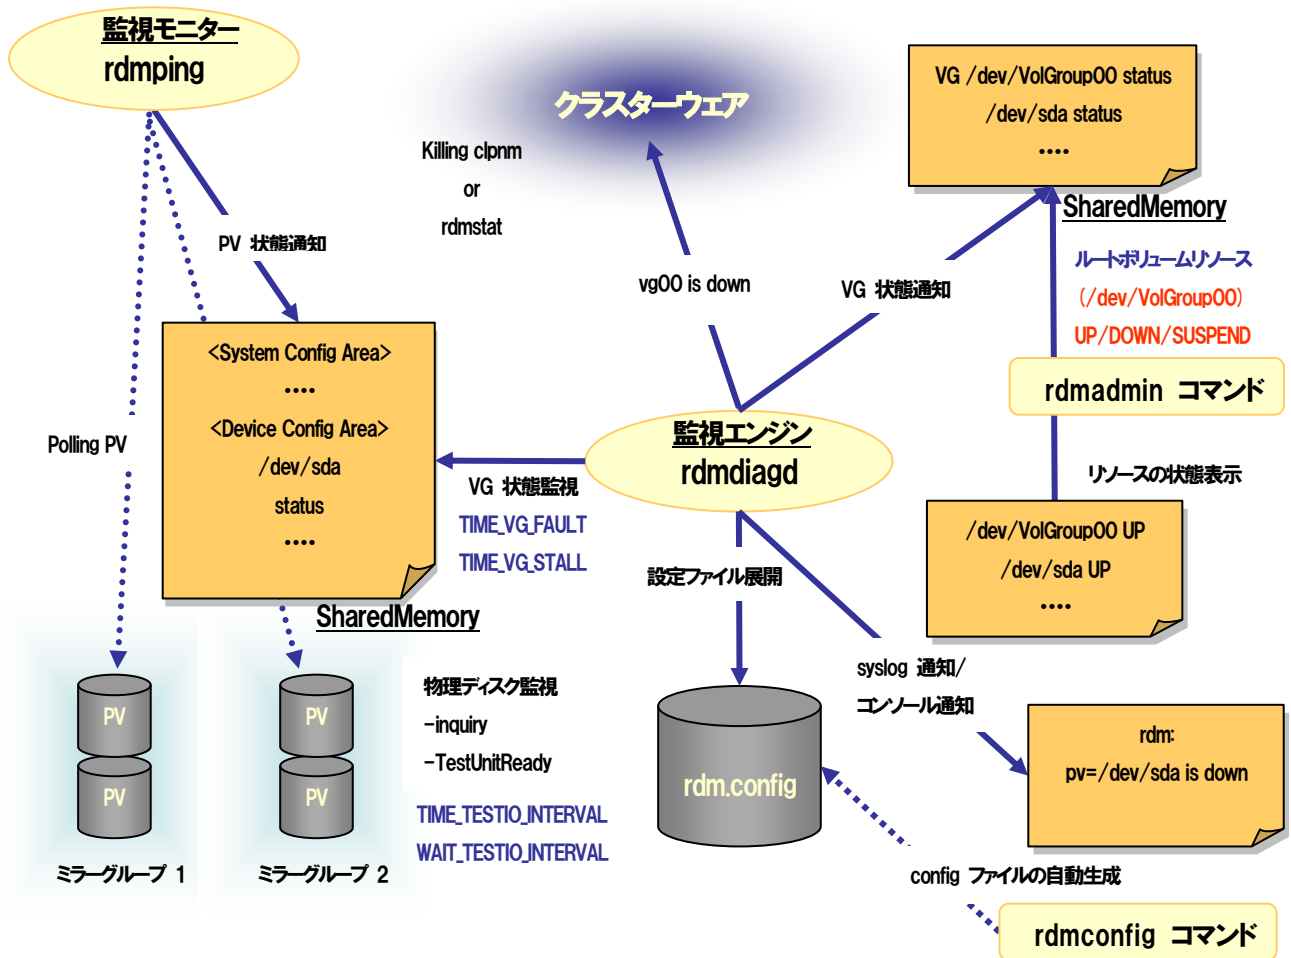 監視モニター
rdmping
クラスターウェア
Killing clpnm
or
rdmstat
VG /dev/VolGroup00 status
/dev/sda status
....
SharedMemory
PV 状態通知
vg00 is down
VG 状態通知
ルートボリュームリソース
(/dev/VolGroup00)
UP/DOWN/SUSPEND
rdmadmin コマンド
<System Config Area>
....
<Device Config Area>
/dev/sda
status
....
SharedMemory
Polling PV
監視エンジン
rdmdiagd
VG 状態監視
TIME_VG_FAULT
TIME_VG_STALL
リソースの状態表示
/dev/VolGroup00 UP
/dev/sda UP
....
設定ファイル展開
syslog 通知/
コンソール通知
PV
PV
ミラーグループ 1
PV
PV
ミラーグループ 2
物理ディスク監視
-inquiry
-TestUnitReady
TIME_TESTIO_INTERVAL
WAIT_TESTIO_INTERVAL
rdm.config
rdm:
pv=/dev/sda is down
config ファイルの自動生成
rdmconfig コマンド